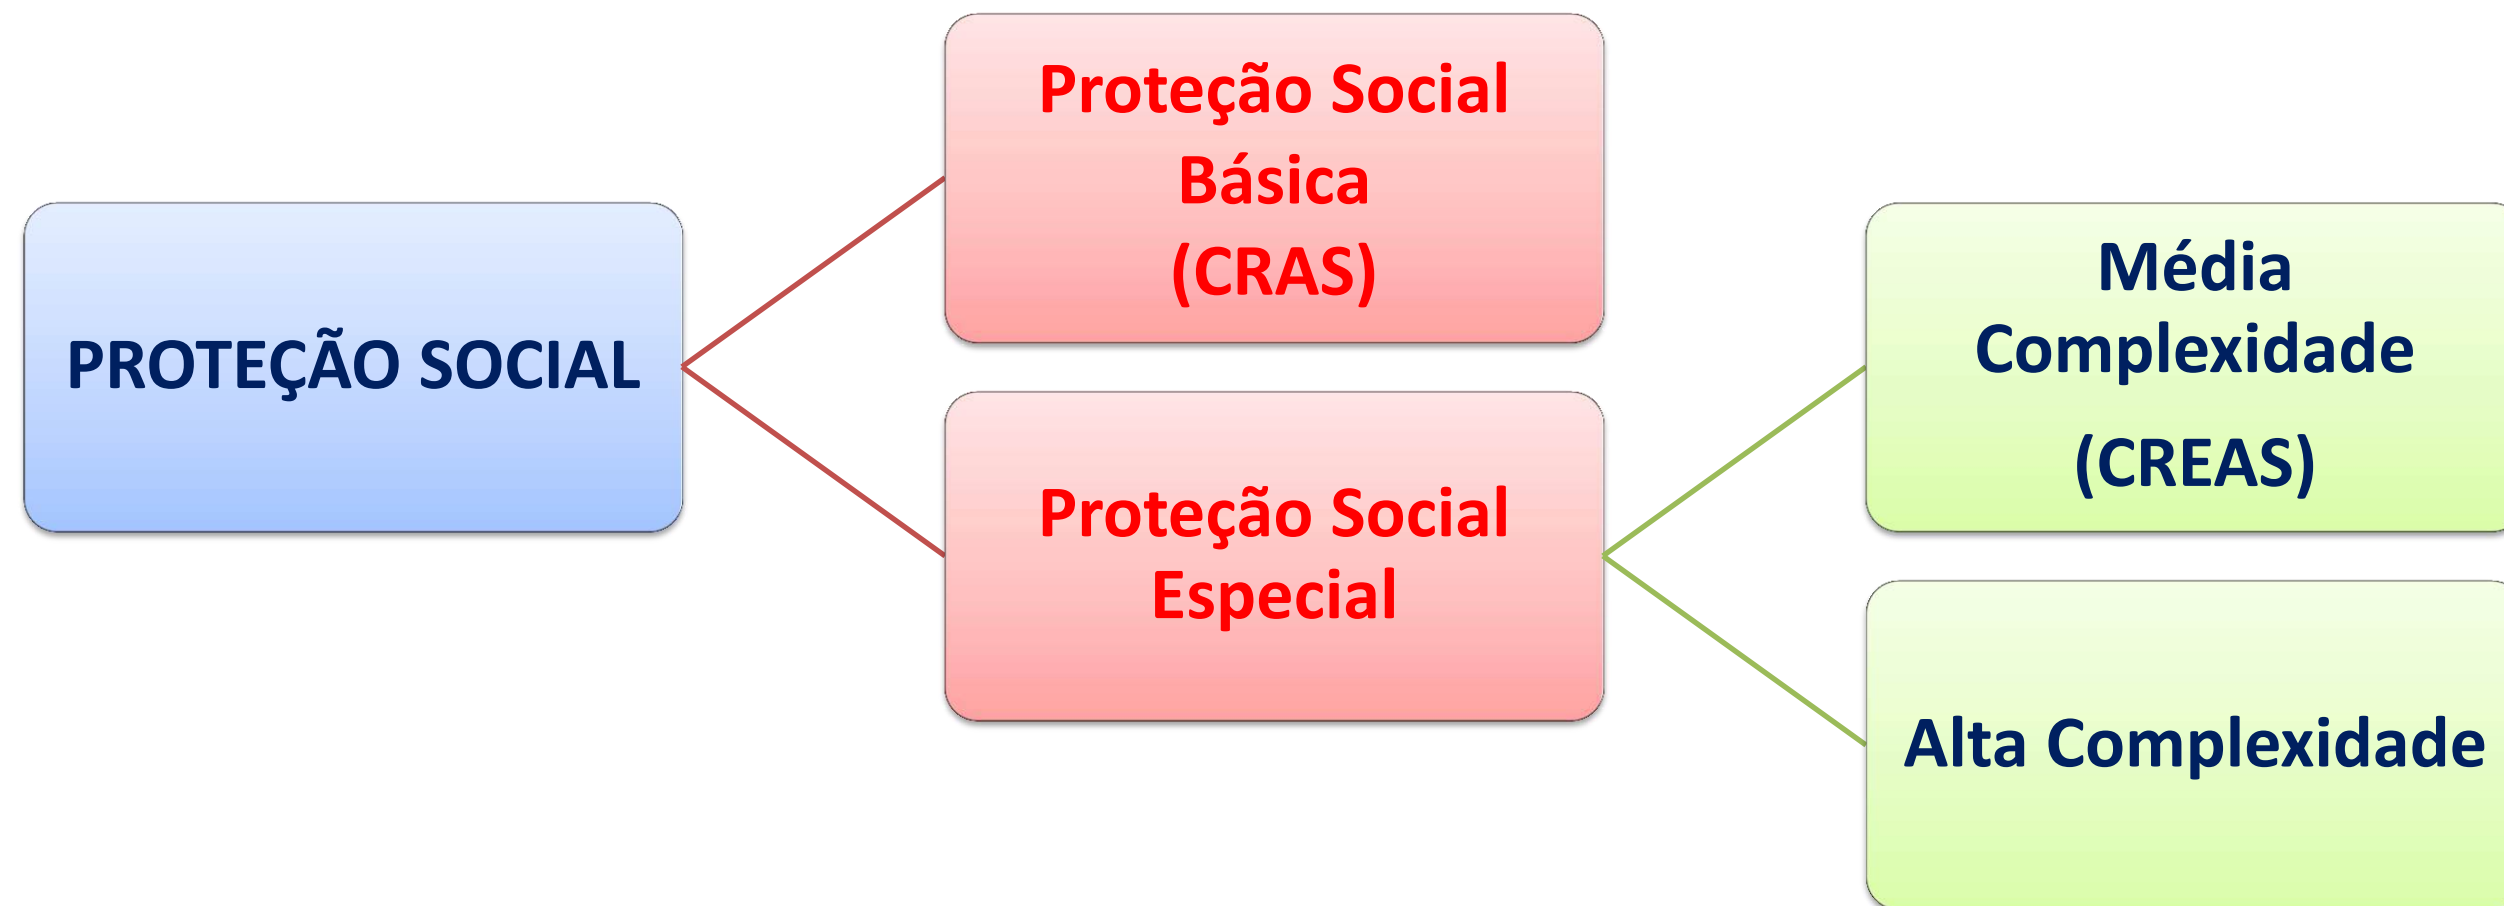 PROTEÇÃO SOCIAL
Proteção Social
Básica
(CRAS)
Proteção Social
Especial
Média
Complexidade
(CREAS)
Alta Complexidade